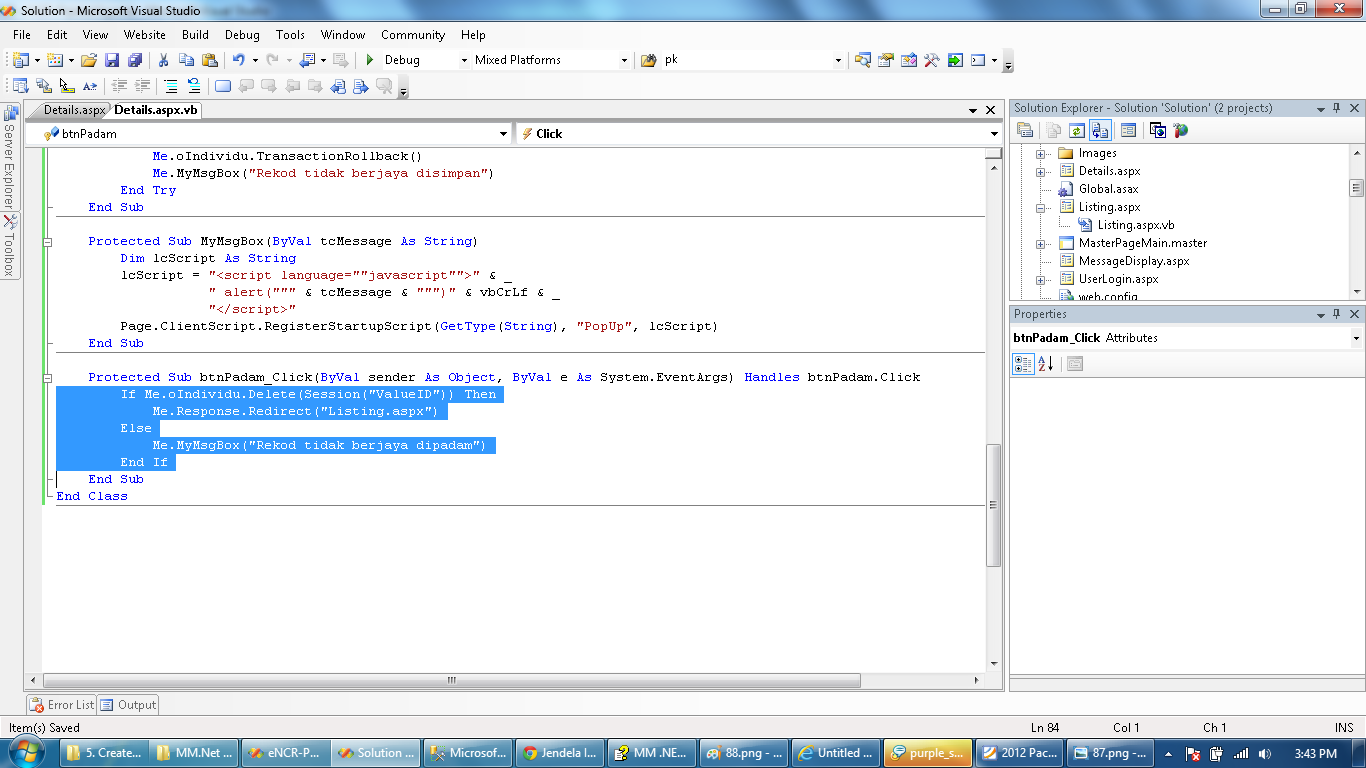 Solution - Microsoft Visual Studio
File Edit View Website Build Debug Tools Window Community Help
Debug Mixed Platforms pk
Server Explorer
Toolbox
Details.aspx Details.aspx.vb
btnPadam Click
Me.oIndividu.TransactionRollback()
Me.MyMsgBox("Rekod tidak berjaya disimpan")
End Try
End Sub
Protected Sub MyMsgBox(ByVal tcMessage As String)
Dim lcScript As String
lcScript = "<script language=""javascript"">" & _
" alert(""" & tcMessage & """)" & vbCrLf & _
"</script>"
Page.ClientScript.RegisterStartupScript(GetType(String), "PopUp", lcScript)
End Sub
Protected Sub btnPadam_Click(ByVal sender As Object, ByVal e As System.EventArgs) Handles btnPadam.Click
If Me.oIndividu.Delete(Session("ValueID")) Then
Me.Response.Redirect("Listing.aspx")
Else
Me.MyMsgBox("Rekod tidak berjaya dipadam")
End If
End Sub
End Class
Solution Explorer - Solution 'Solution' (2 projects)
Images
Details.aspx
Global.asax
Listing.aspx
Listing.aspx.vb
MasterPageMain.master
MessageDisplay.aspx
UserLogin.aspx
web.config
Properties
btnPadam_Click Attributes
Error List Output
Item(s) Saved Ln 84 Col 1 Ch 1 INS
5. Create... MM.Net ... eNCR-P... Solution ... Microsof... Jendela I... MM .NE... 88.png - ... Untitled ... purple_s... 2012 Pac... 87.png -... 3:43 PM